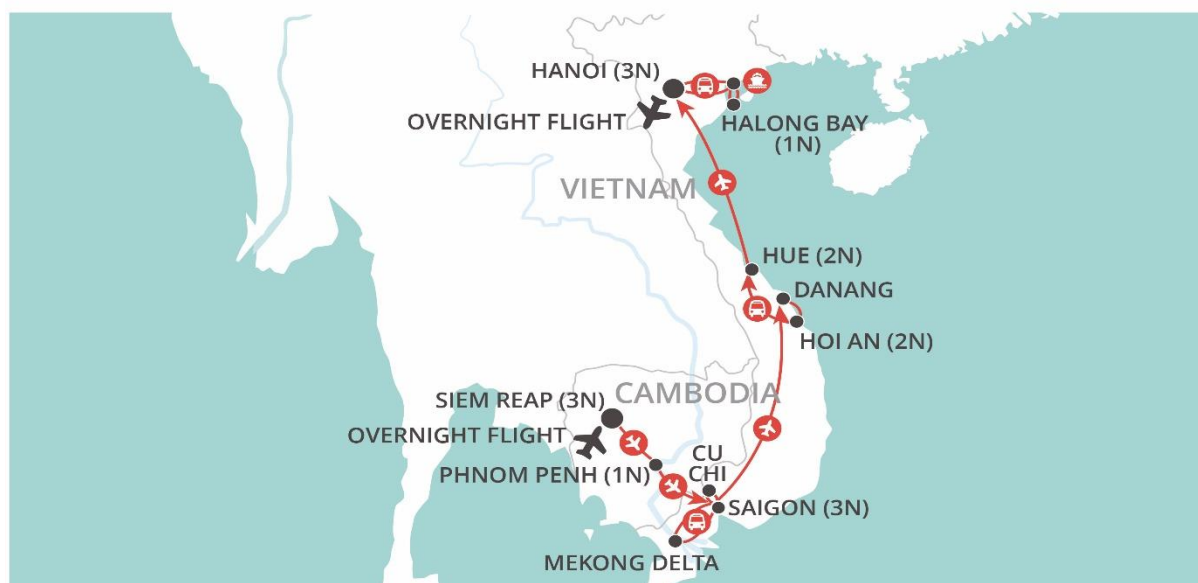 HANOI (3N)
OVERNIGHT FLIGHT
HALONG BAY
(1N)
VIETNAM
HUE (2N)
DANANG
HOI AN (2N)
CAMBODIA
SIEM REAP (3N)
OVERNIGHT FLIGHT
PHNOM PENH (1N)
CU
CHI
SAIGON (3N)
MEKONG DELTA